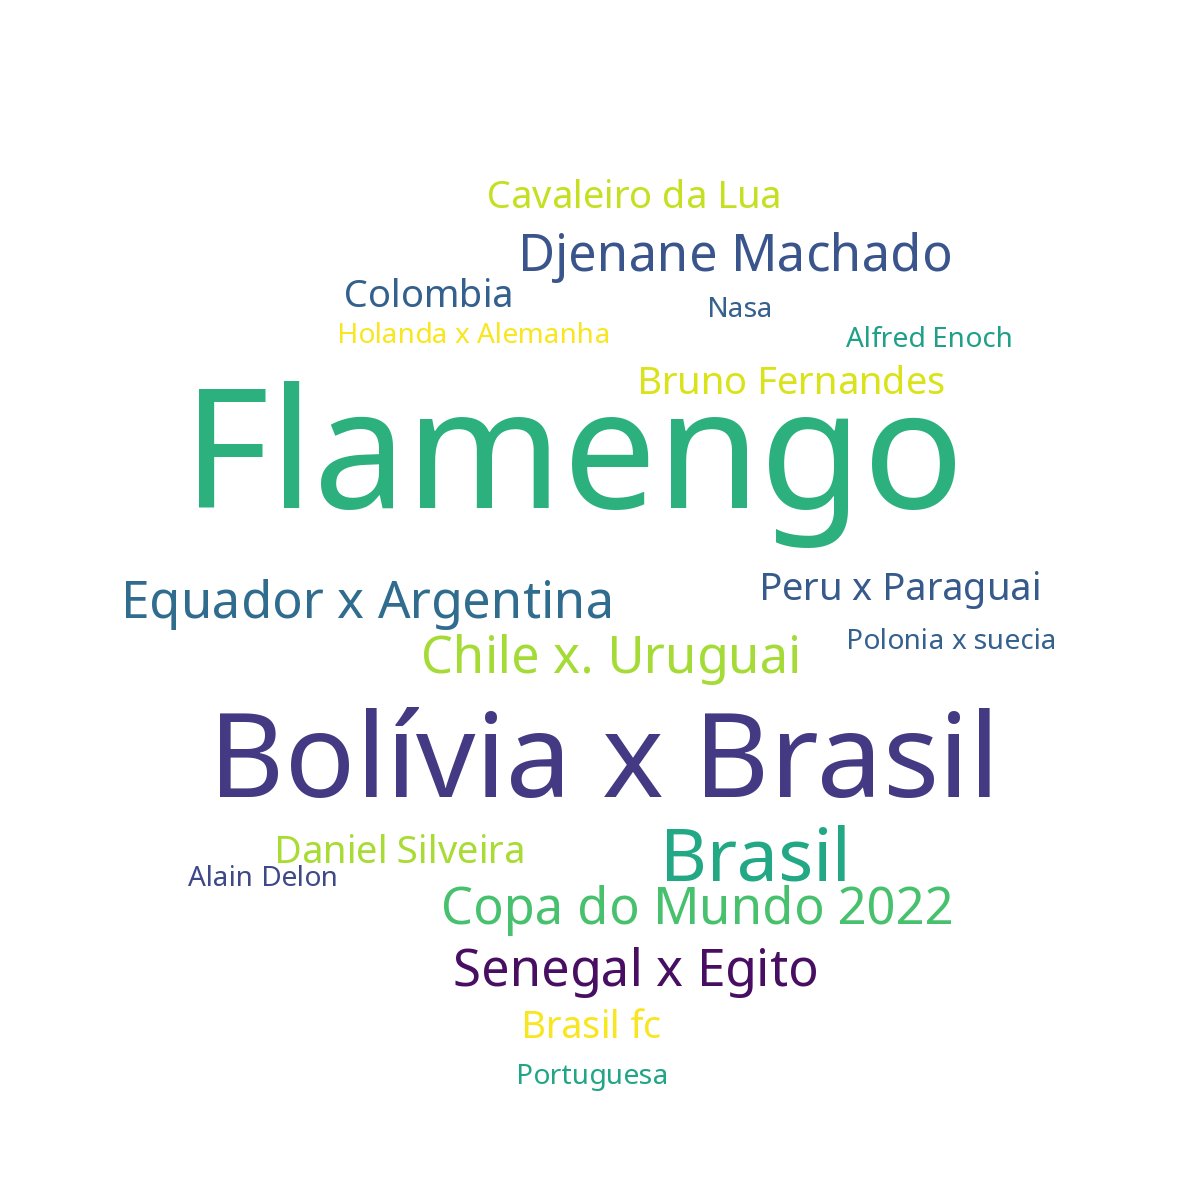 Cavaleiro da Lua
Djenane Machado
Colombia
Nasa
Holanda x Alemanha
Alfred Enoch
Bruno Fernandes
Flamengo
Equador x Argentina
Peru x Paraguai
Chile x. Uruguai
Polonia x suecia
Bolívia x Brasil
Daniel Silveira
Brasil
Alain Delon
Copa do Mundo 2022
Senegal x Egito
Brasil fc
Portuguesa